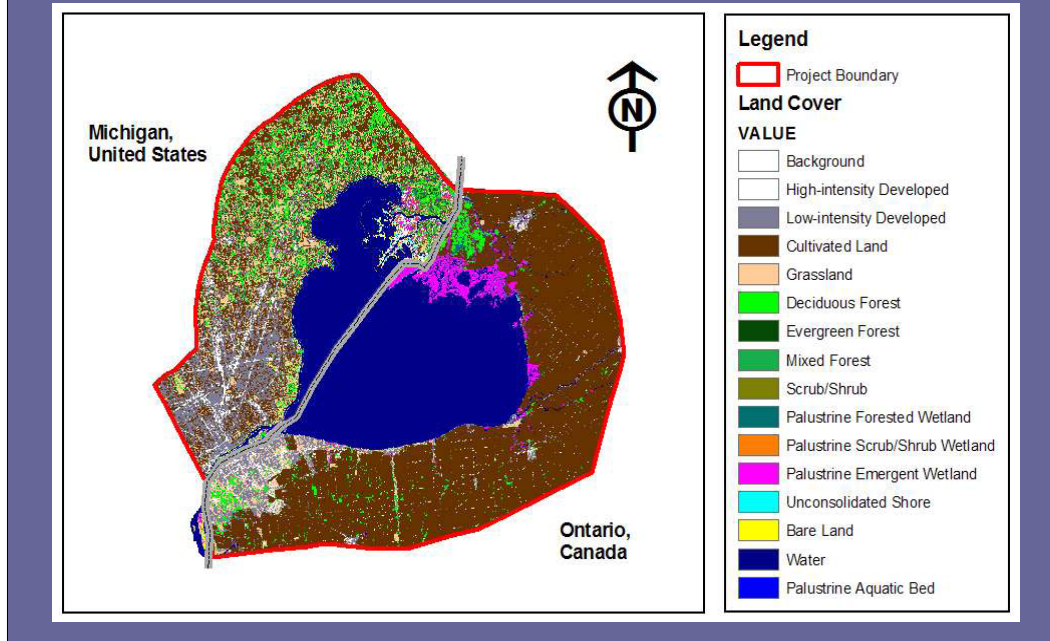 Michigan,
United States
N
Ontario,
Canada
Legend
Project Boundary
Land Cover
VALUE
Background
High-intensity Developed
Low-intensity Developed
Cultivated Land
Grassland
Deciduous Forest
Evergreen Forest
Mixed Forest
Scrub/Shrub
Palustrine Forested Wetland
Palustrine Scrub/Shrub Wetland
Palustrine Emergent Wetland
Unconsolidated Shore
Bare Land
Water
Palustrine Aquatic Bed